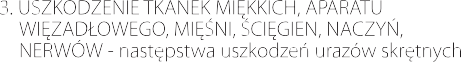 3. USZKODZENIE TKANEK MIĘKKICH, APARATU
WIĘZADŁOWEGO, MIĘŚNI, ŚCIĘGIEN, NACZYŃ,
NERWÓW - następstwa uszkodzeń urazów skrętnych